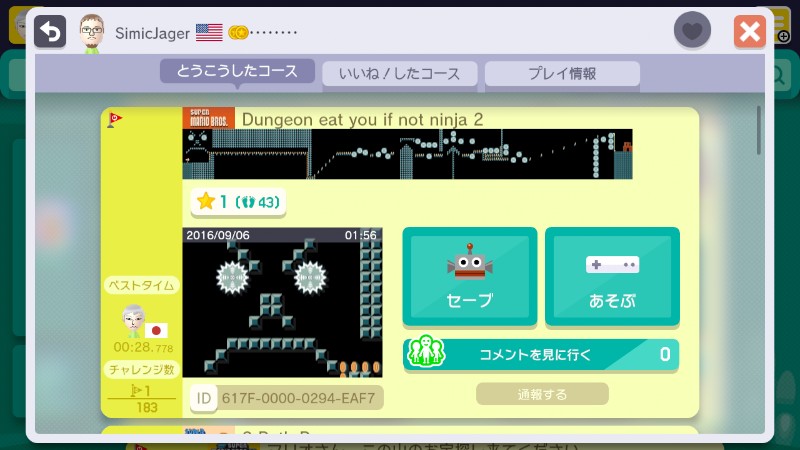 SimicJager ········
とうこうしたコース
いいね！したコース
プレイ情報
SUPER
MARIO BROS.
Dungeon eat you if not ninja 2
1 (43)
2016/09/06 01:56
ベストタイム
00:28.778
チャレンジ数
1
183
セーブ
あそぶ
コメントを見に行く 0
ID 617F-0000-0294-EAF7
通報する